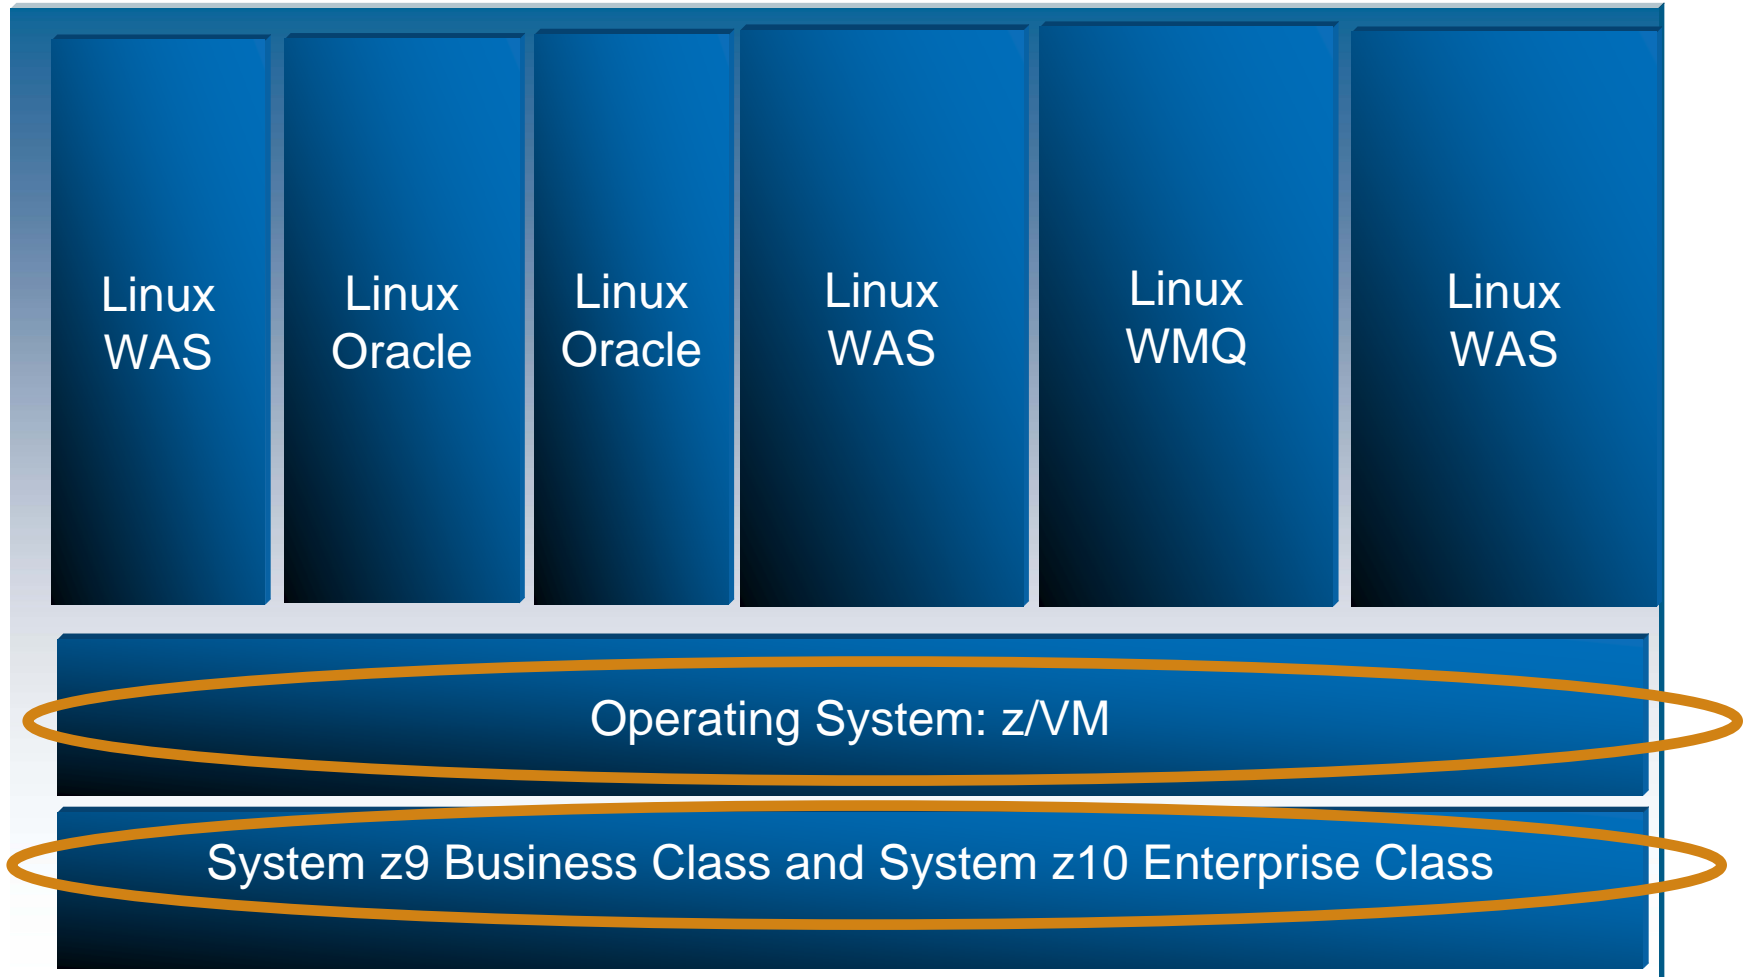 Linux
WAS
Linux
Oracle
Linux
Oracle
Linux
WAS
Linux
WMQ
Linux
WAS
Operating System: z/VM
System z9 Business Class and System z10 Enterprise Class